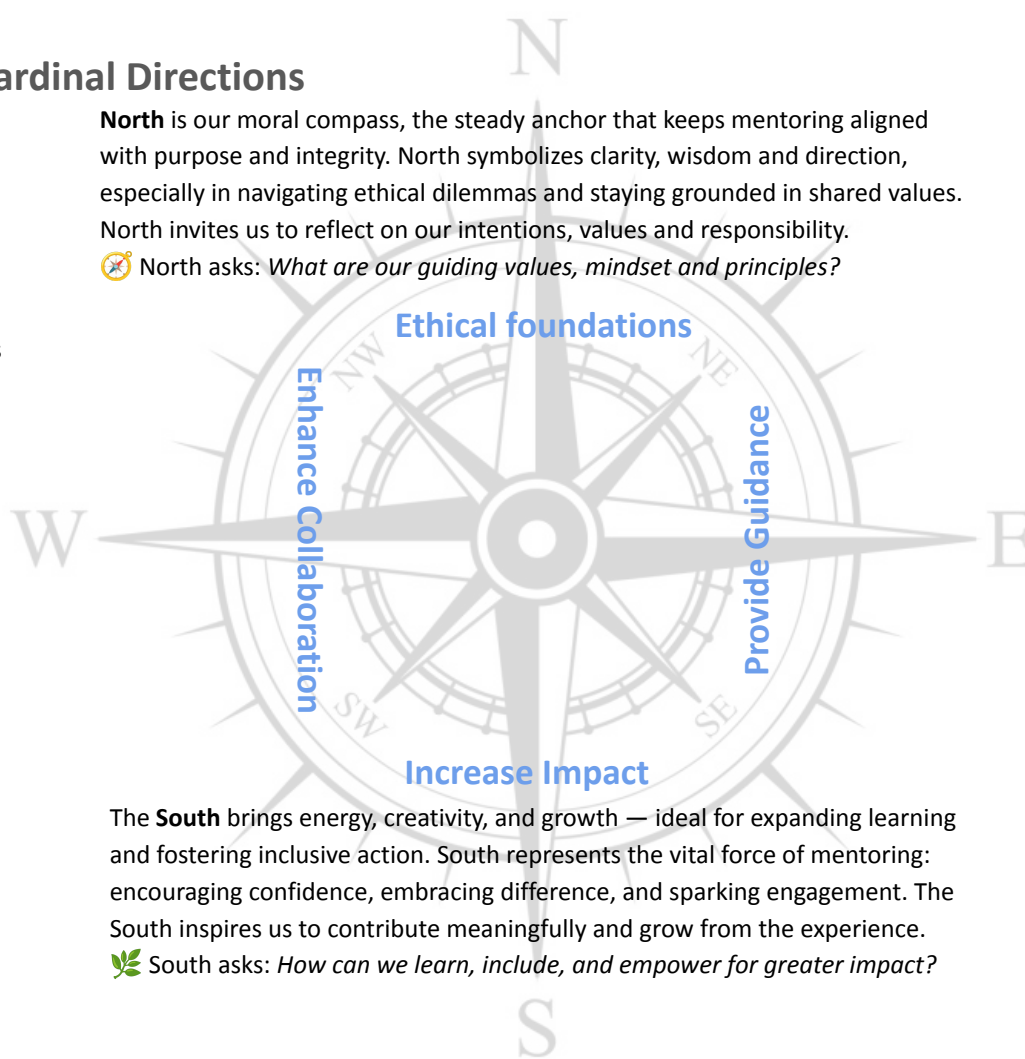 N
ardinal Directions
North is our moral compass, the steady anchor that keeps mentoring aligned
with purpose and integrity. North symbolizes clarity, wisdom and direction,
especially in navigating ethical dilemmas and staying grounded in shared values.
North invites us to reflect on our intentions, values and responsibility.
🧭 North asks: What are our guiding values, mindset and principles?
Ethical foundations
NW
NE
Enhance Collaboration
Provide Guidance
W
E
SW
SE
Increase Impact
The South brings energy, creativity, and growth — ideal for expanding learning
and fostering inclusive action. South represents the vital force of mentoring:
encouraging confidence, embracing difference, and sparking engagement. The
South inspires us to contribute meaningfully and grow from the experience.
🌿 South asks: How can we learn, include, and empower for greater impact?
S